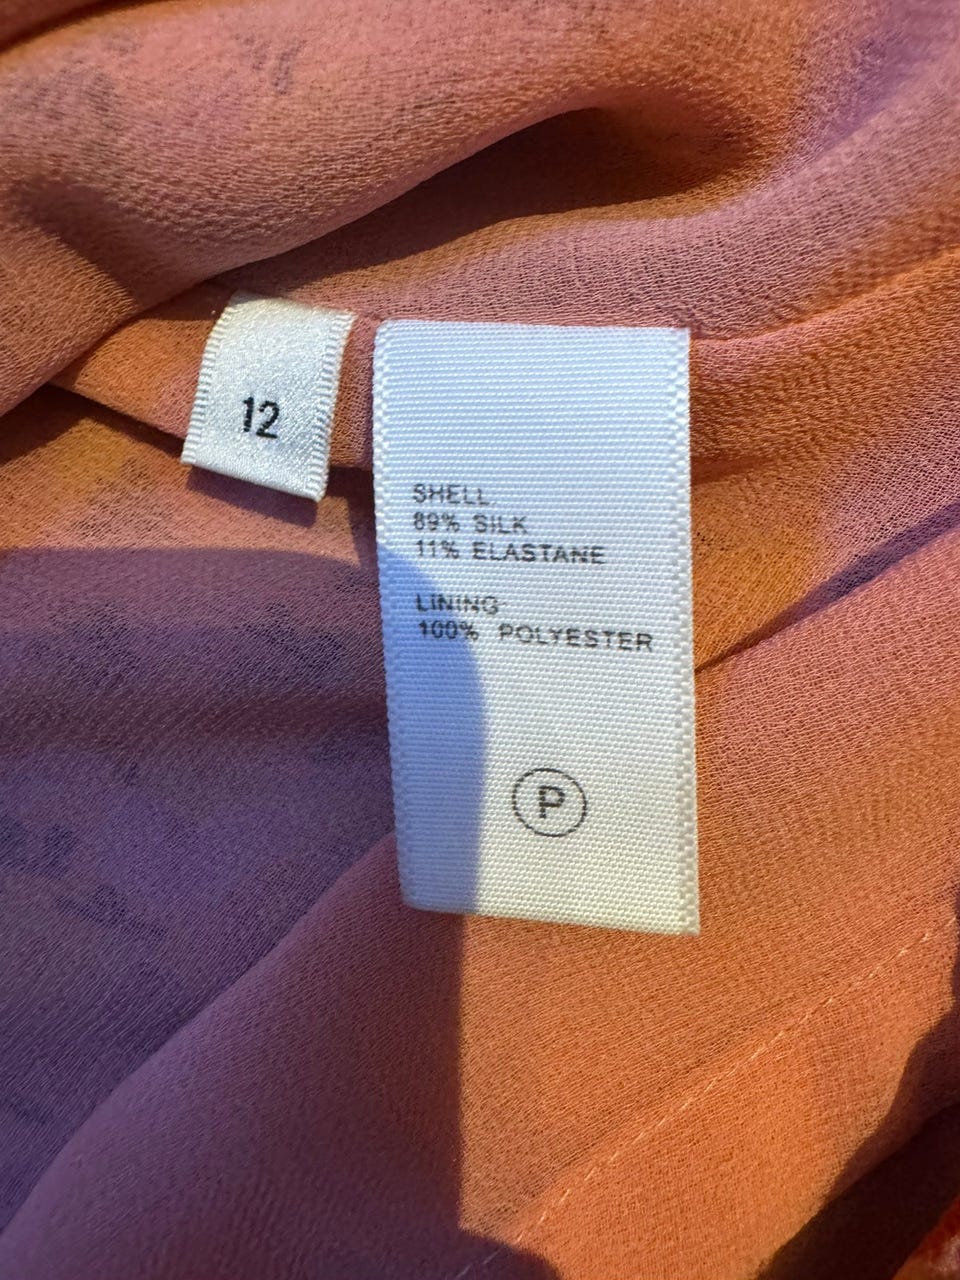 12
SHELL
89% SILK
11% ELASTANE
LINING
100% POLYESTER
P